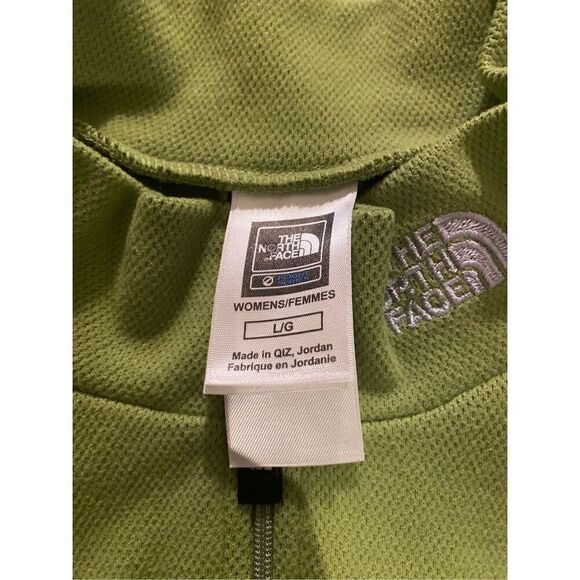 THE
NORTH
FACE
WOMENS/FEMMES
L/G
Made in QIZ, Jordan
Fabrique en Jordanie
THE
NORTH
FACE